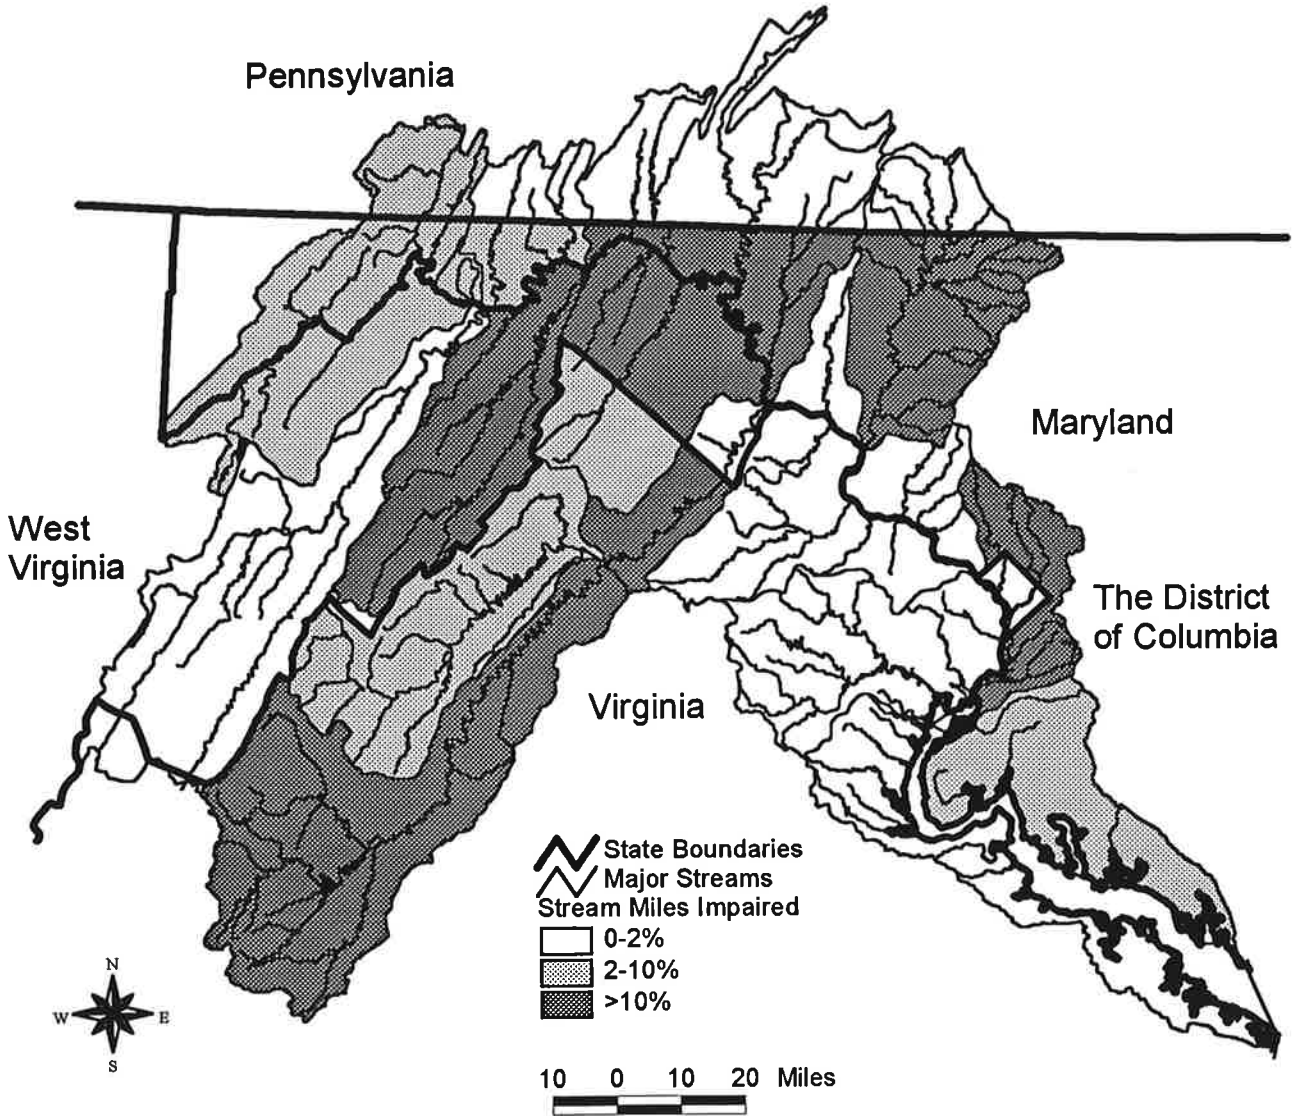 Pennsylvania
Maryland
West
Virginia
The District
of Columbia
Virginia
State Boundaries
Major Streams
Stream Miles Impaired
0-2%
2-10%
>10%
N
W E
S
10 0 10 20 Miles